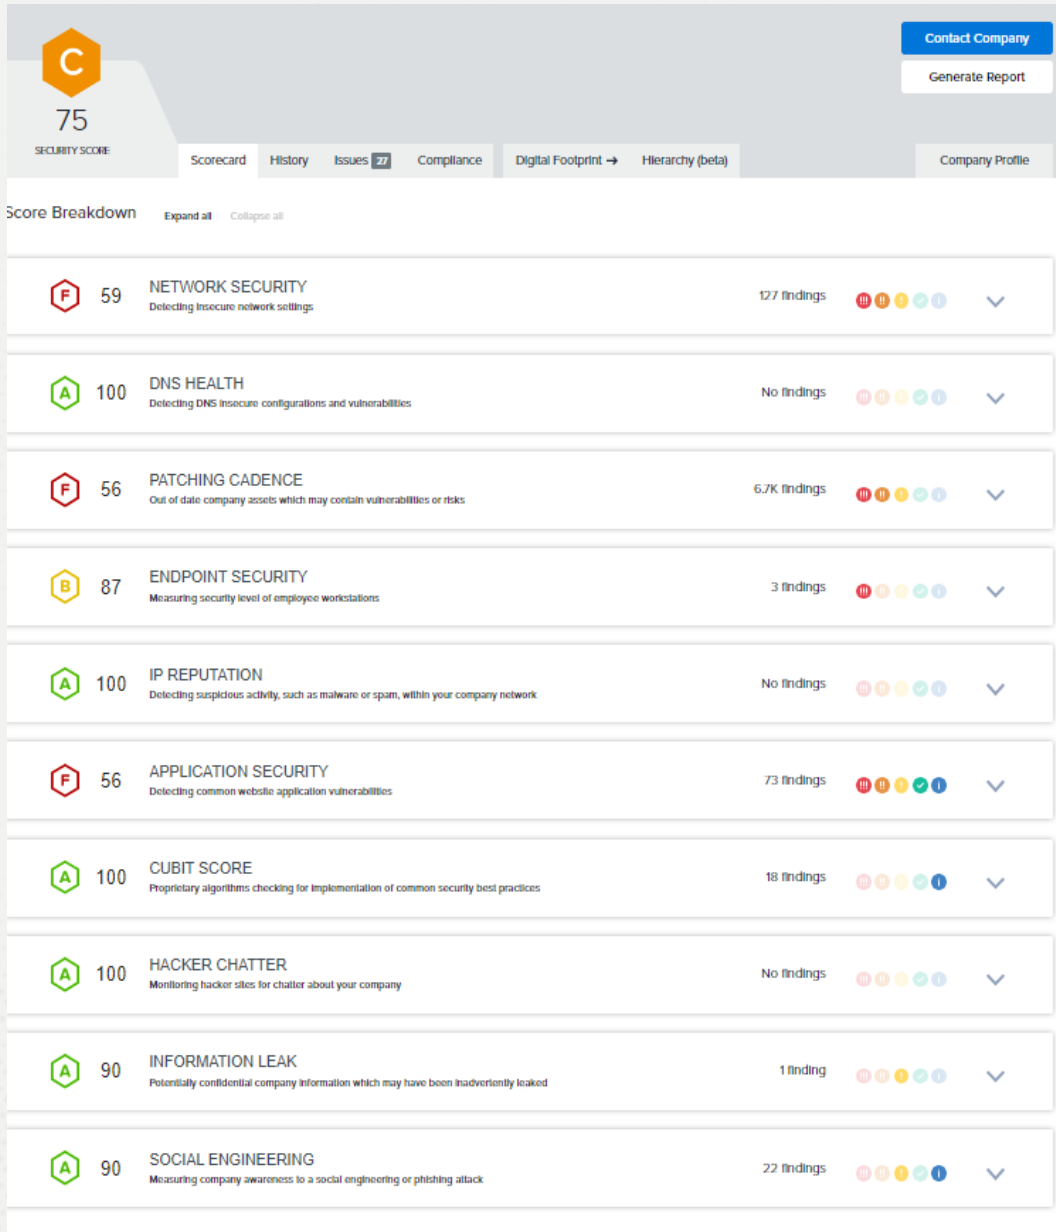 C
75
SECURITY SCORE
Contact Company
Generate Report
Scorecard History Issues 27 Compliance Digital Footprint → Hierarchy (beta) Company Profile
Score Breakdown Expand all Collapse all
F 59 NETWORK SECURITY 127 findings
Detecting insecure network settings
A 100 DNS HEALTH No findings
Detecting DNS insecure configurations and vulnerabilities
F 56 PATCHING CADENCE 6.7K findings
Out of date company assets which may contain vulnerabilities or risks
B 87 ENDPOINT SECURITY 3 findings
Measuring security level of employee workstations
A 100 IP REPUTATION No findings
Detecting suspicious activity, such as malware or spam, within your company network
F 56 APPLICATION SECURITY 73 findings
Detecting common website application vulnerabilities
A 100 CUBIT SCORE 18 findings
Proprietary algorithms checking for implementation of common security best practices
A 100 HACKER CHATTER No findings
Monitoring hacker sites for chatter about your company
A 90 INFORMATION LEAK 1 finding
Potentially confidential company information which may have been inadvertently leaked
A 90 SOCIAL ENGINEERING 22 findings
Measuring company awareness to a social engineering or phishing attack